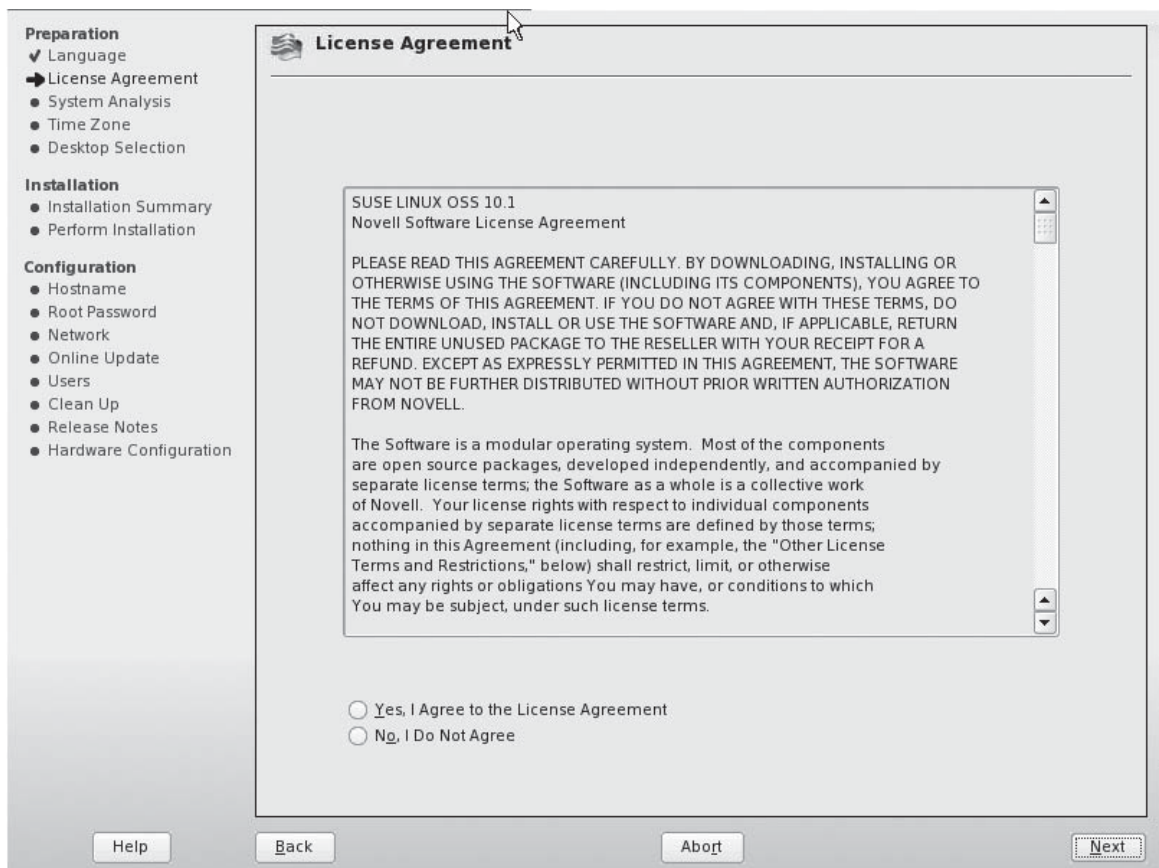 Preparation
Language
License Agreement
System Analysis
Time Zone
Desktop Selection
Installation
Installation Summary
Perform Installation
Configuration
Hostname
Root Password
Network
Online Update
Users
Clean Up
Release Notes
Hardware Configuration
License Agreement
SUSE LINUX OSS 10.1
Novell Software License Agreement
PLEASE READ THIS AGREEMENT CAREFULLY. BY DOWNLOADING, INSTALLING OR
OTHERWISE USING THE SOFTWARE (INCLUDING ITS COMPONENTS), YOU AGREE TO
THE TERMS OF THIS AGREEMENT. IF YOU DO NOT AGREE WITH THESE TERMS, DO
NOT DOWNLOAD, INSTALL OR USE THE SOFTWARE AND, IF APPLICABLE, RETURN
THE ENTIRE UNUSED PACKAGE TO THE RESELLER WITH YOUR RECEIPT FOR A
REFUND. EXCEPT AS EXPRESSLY PERMITTED IN THIS AGREEMENT, THE SOFTWARE
MAY NOT BE FURTHER DISTRIBUTED WITHOUT PRIOR WRITTEN AUTHORIZATION
FROM NOVELL.
The Software is a modular operating system.  Most of the components
are open source packages, developed independently, and accompanied by
separate license terms; the Software as a whole is a collective work
of Novell.  Your license rights with respect to individual components
accompanied by separate license terms are defined by those terms;
nothing in this Agreement (including, for example, the "Other License
Terms and Restrictions," below) shall restrict, limit, or otherwise
affect any rights or obligations You may have, or conditions to which
You may be subject, under such license terms.
Yes, I Agree to the License Agreement
No, I Do Not Agree
Help
Back
Abort
Next